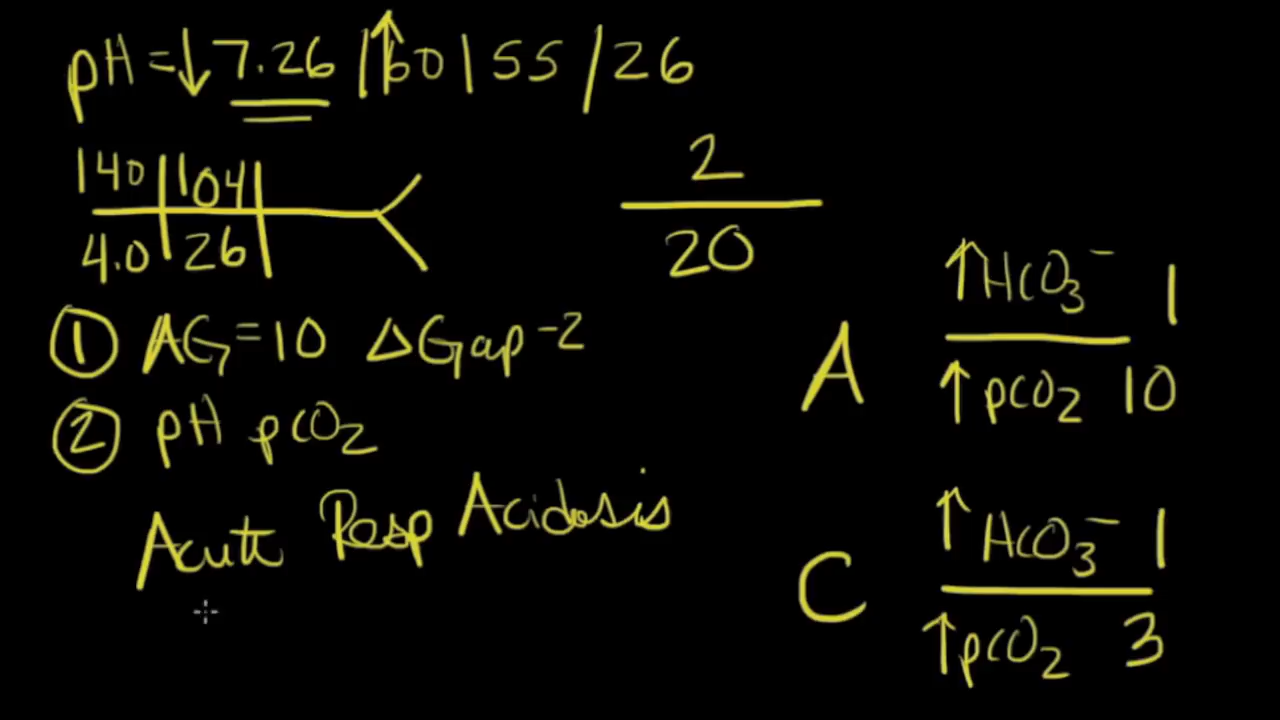 pH = ↓ 7.26 / ↑60 | 55 / 26
140 | 104 |
4.0 | 26 |
2
20
① AG = 10 ΔGap -2
② pH pCO2
Acute Resp Acidosis
A
↑HCO3⁻ 1
↑pCO2 10
C
↑HCO3⁻ 1
↑pCO2 3